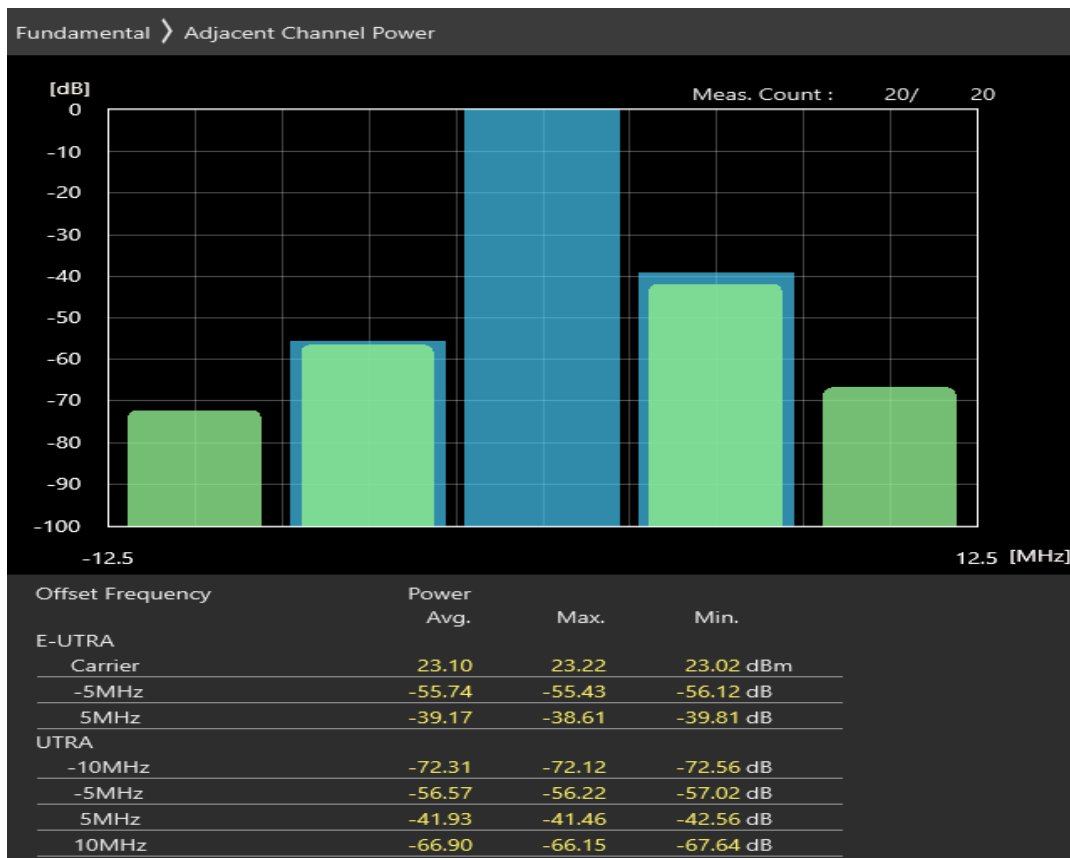 Fundamental 〉 Adjacent Channel Power
[dB]
Meas. Count : 20/ 20
0
-10
-20
-30
-40
-50
-60
-70
-80
-90
-100
-12.5 12.5 [MHz]
Offset Frequency Power
Avg. Max. Min.
E-UTRA
Carrier 23.10 23.22 23.02 dBm
-5MHz -55.74 -55.43 -56.12 dB
5MHz -39.17 -38.61 -39.81 dB
UTRA
-10MHz -72.31 -72.12 -72.56 dB
-5MHz -56.57 -56.22 -57.02 dB
5MHz -41.93 -41.46 -42.56 dB
10MHz -66.90 -66.15 -67.64 dB